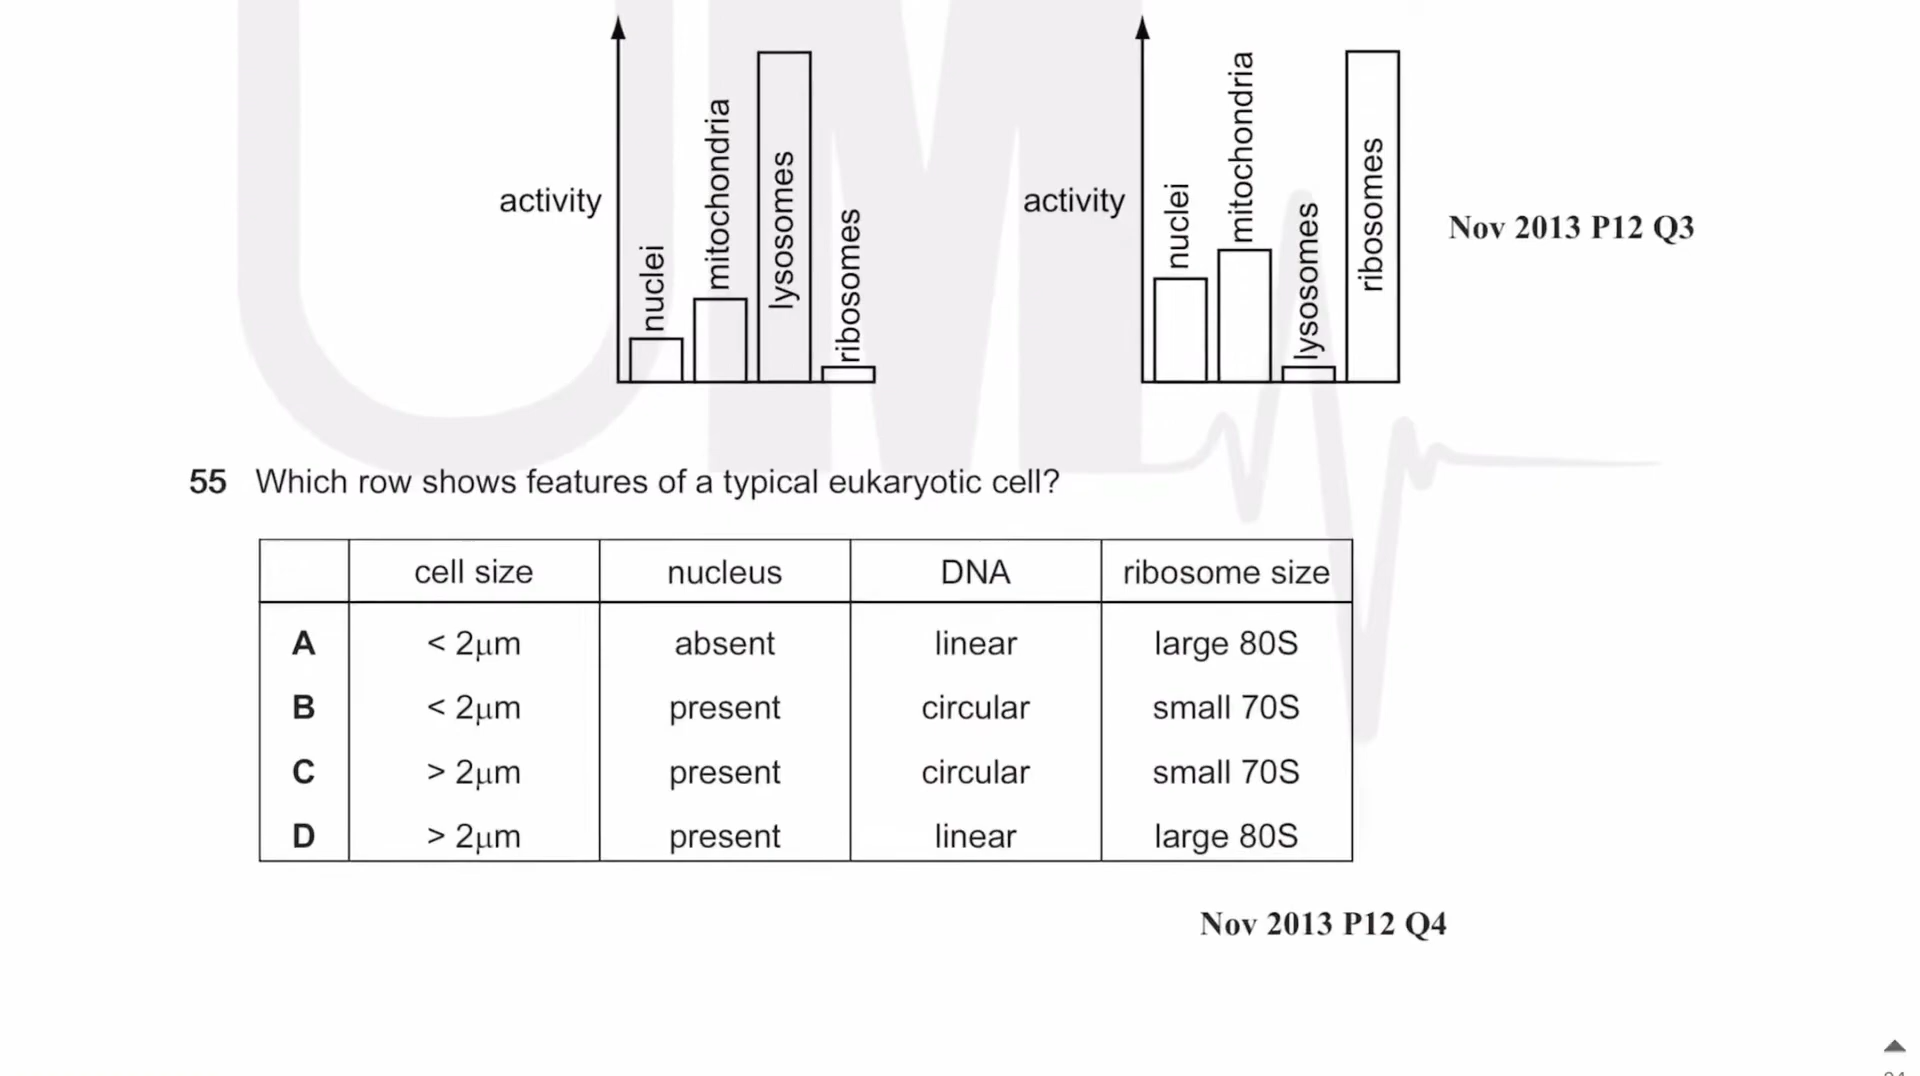 activity
nuclei
mitochondria
lysosomes
ribosomes
activity
nuclei
mitochondria
lysosomes
ribosomes
Nov 2013 P12 Q3
55 Which row shows features of a typical eukaryotic cell?
cell size nucleus DNA ribosome size
A < 2μm absent linear large 80S
B < 2μm present circular small 70S
C > 2μm present circular small 70S
D > 2μm present linear large 80S
Nov 2013 P12 Q4